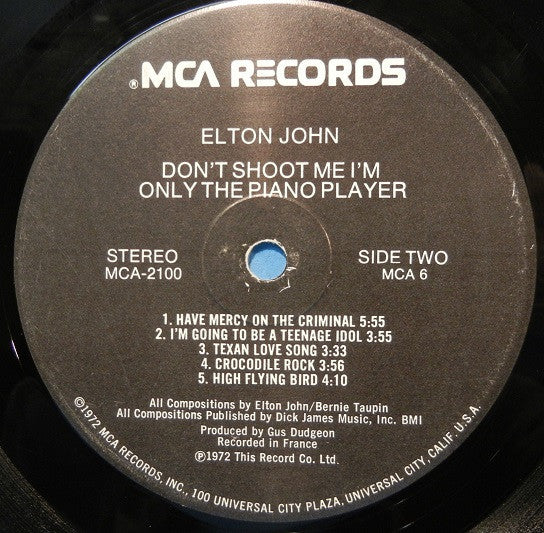 ® MCA RECORDS
ELTON JOHN
DON'T SHOOT ME I'M
ONLY THE PIANO PLAYER
STEREO
MCA-2100
SIDE TWO
MCA 6
1. HAVE MERCY ON THE CRIMINAL 5:55
2. I'M GOING TO BE A TEENAGE IDOL 3:55
3. TEXAN LOVE SONG 3:33
4. CROCODILE ROCK 3:56
5. HIGH FLYING BIRD 4:10
All Compositions by Elton John/Bernie Taupin
All Compositions Published by Dick James Music, Inc. BMI
Produced by Gus Dudgeon
Recorded in France
℗1972 This Record Co. Ltd.
©1972 MCA RECORDS, INC., 100 UNIVERSAL CITY PLAZA, UNIVERSAL CITY, CALIF. U.S.A.